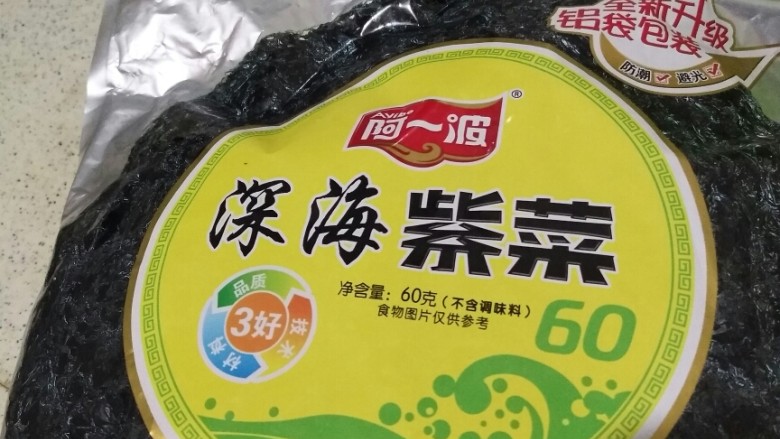 全新升级
铝袋包装
防潮 避光
Ayibo
阿一波®
深海紫菜
净含量：60克（不含调味料）
食物图片仅供参考
60
品质
3好
技术
材料